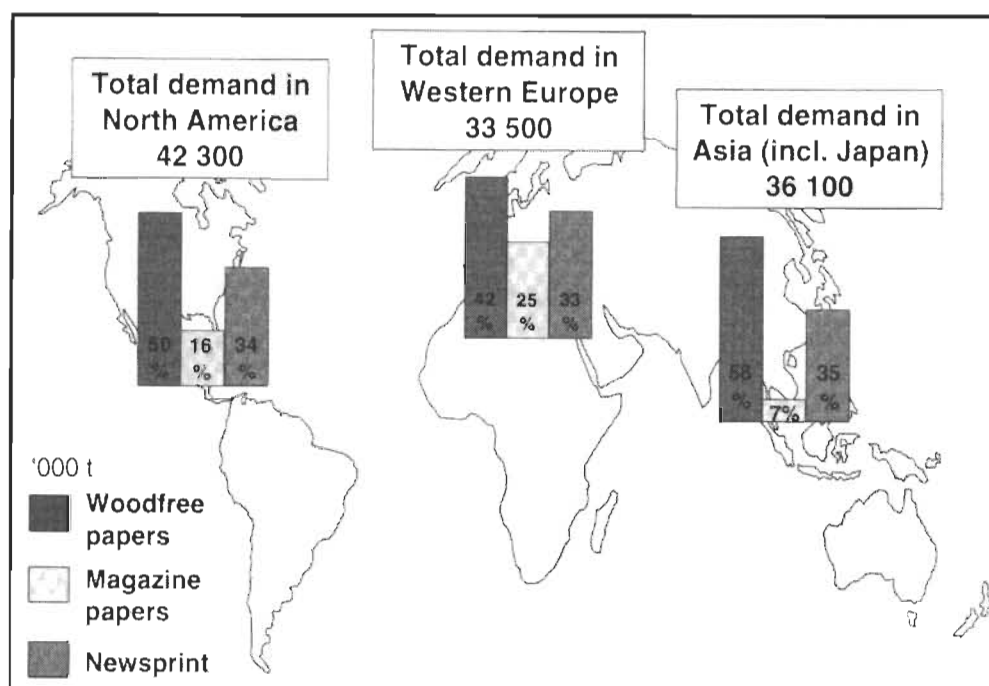 Total demand in
North America
42 300
Total demand in
Western Europe
33 500
Total demand in
Asia (incl. Japan)
36 100
50
%
16
%
34
%
42
%
25
%
33
%
58
%
7%
35
%
'000 t
Woodfree
papers
Magazine
papers
Newsprint